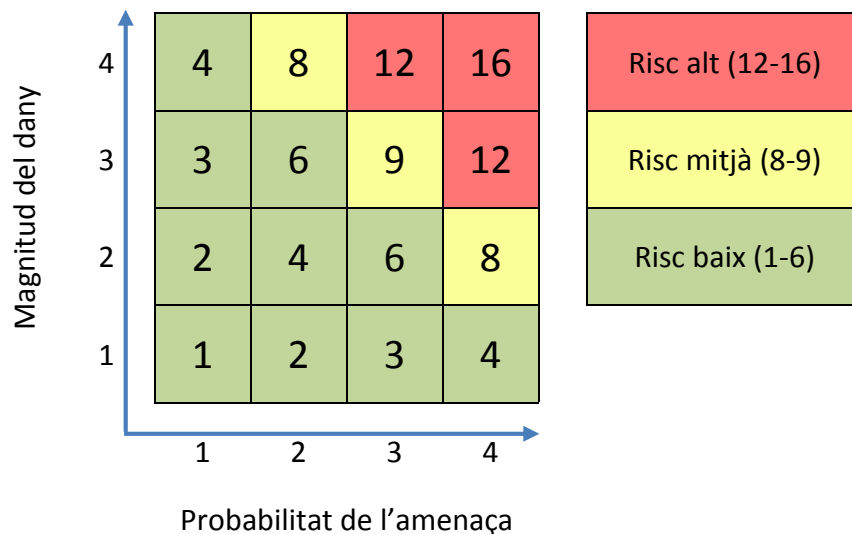 Magnitud del dany
4 4 8 12 16 Risc alt (12-16)
3 3 6 9 12 Risc mitjà (8-9)
2 2 4 6 8 Risc baix (1-6)
1 1 2 3 4
1 2 3 4
Probabilitat de l’amenaça